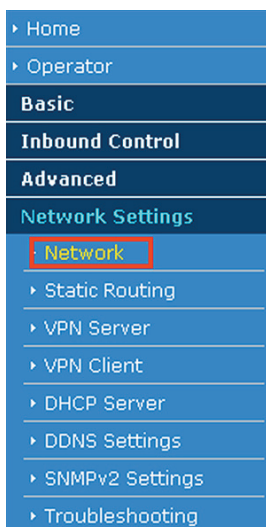 Home
Operator
Basic
Inbound Control
Advanced
Network Settings
Network
Static Routing
VPN Server
VPN Client
DHCP Server
DDNS Settings
SNMPv2 Settings
Troubleshooting